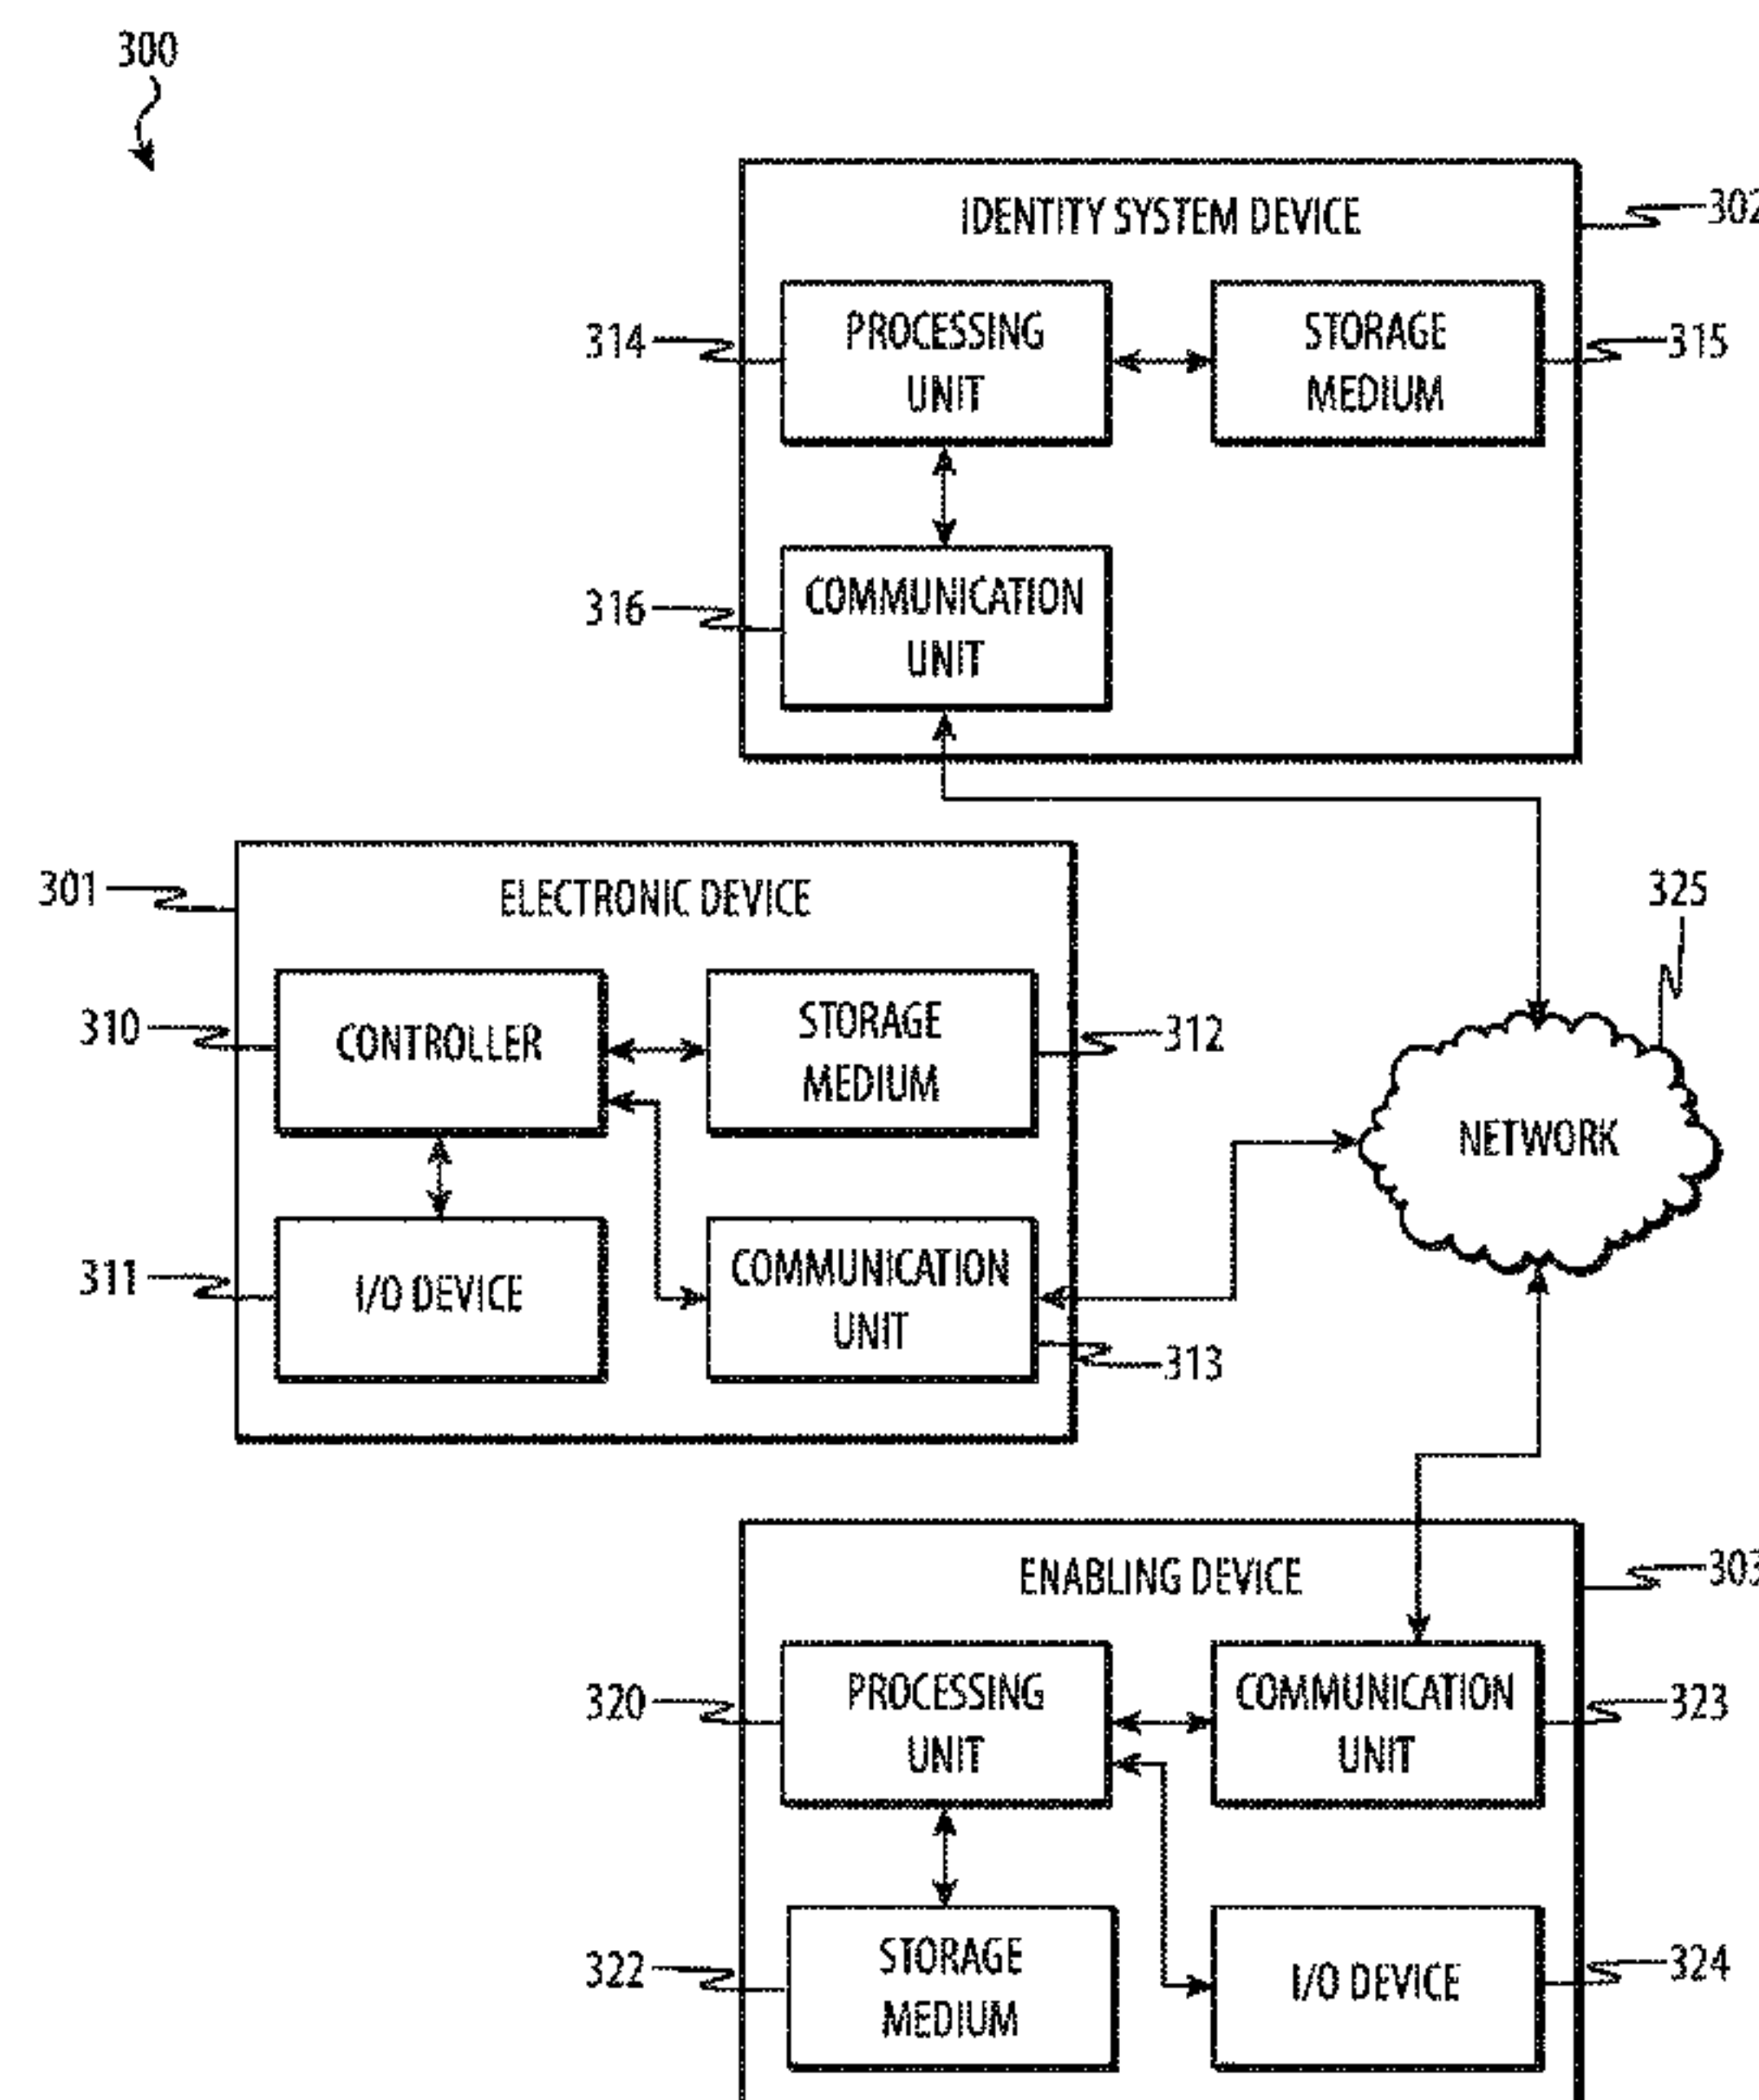 300
IDENTITY SYSTEM DEVICE
302
314
PROCESSING
UNIT
STORAGE
MEDIUM
315
316
COMMUNICATION
UNIT
301
ELECTRONIC DEVICE
325
310
CONTROLLER
STORAGE
MEDIUM
312
NETWORK
311
I/O DEVICE
COMMUNICATION
UNIT
313
ENABLING DEVICE
303
320
PROCESSING
UNIT
COMMUNICATION
UNIT
323
322
STORAGE
MEDIUM
I/O DEVICE
324